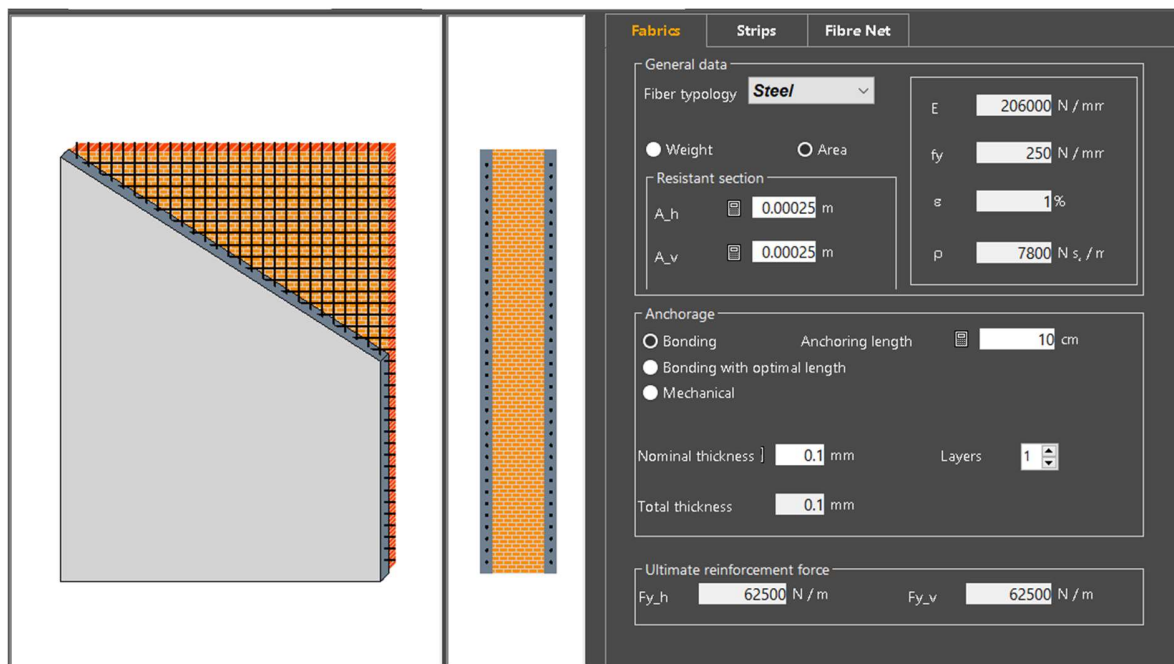 Fabrics Strips Fibre Net
General data
Fiber typology Steel
E 206000 N / mm
Weight Area
fy 250 N / mm
Resistant section
A_h 0.00025 m
ε 1 %
A_v 0.00025 m
ρ 7800 N s, / m
Anchorage
Bonding Anchoring length 10 cm
Bonding with optimal length
Mechanical
Nominal thickness 0.1 mm Layers 1
Total thickness 0.1 mm
Ultimate reinforcement force
Fy_h 62500 N / m Fy_v 62500 N / m